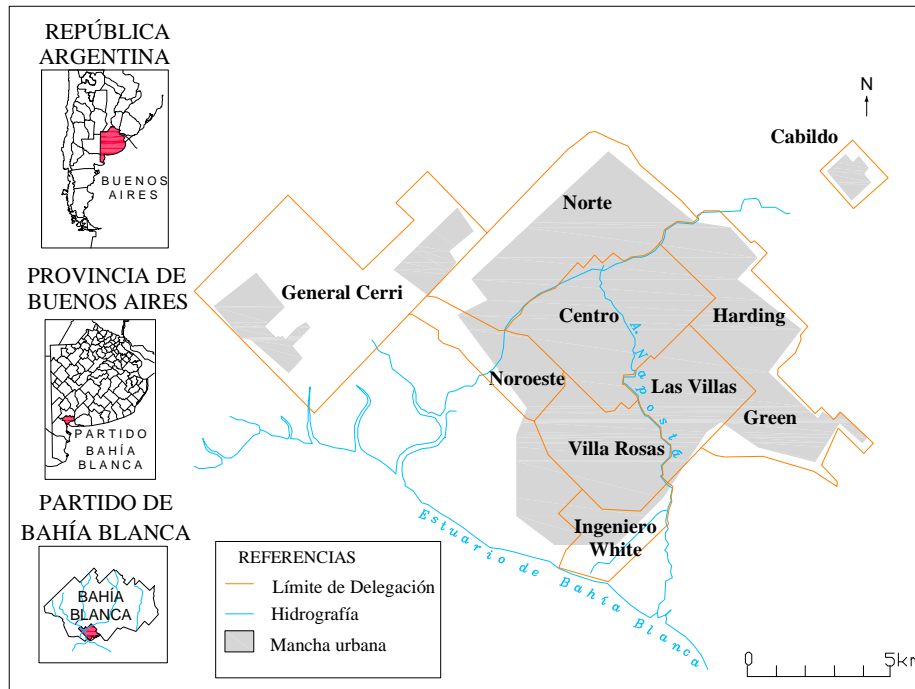 REPÚBLICA
ARGENTINA
BUENOS
AIRES
PROVINCIA DE
BUENOS AIRES
PARTIDO
BAHÍA
BLANCA
PARTIDO DE
BAHÍA BLANCA
BAHÍA
BLANCA
N
Cabildo
Norte
General Cerri
Centro
Harding
A. Napostá
Noroeste
Las Villas
Green
Villa Rosas
Ingeniero
White
Estuario de Bahía Blanca
REFERENCIAS
Límite de Delegación
Hidrografía
Mancha urbana
0 5km